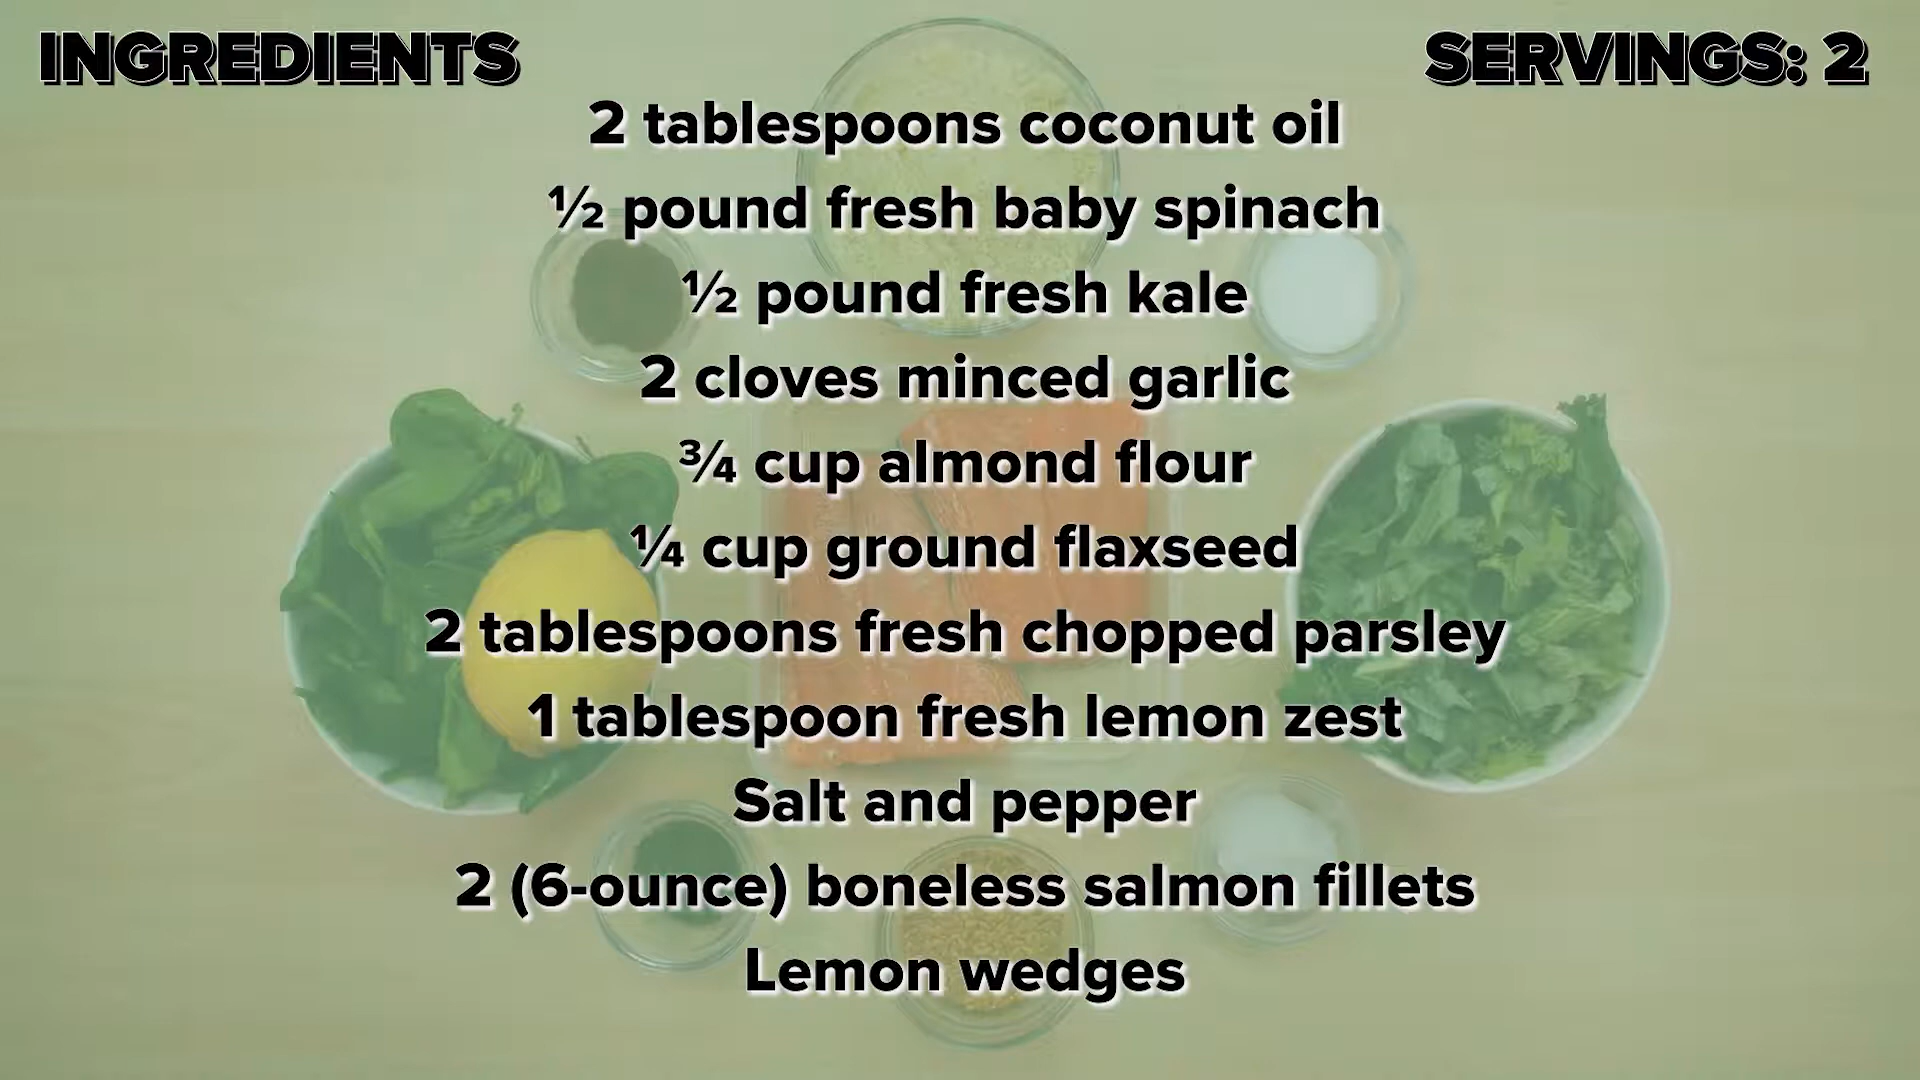 INGREDIENTS
SERVINGS: 2
2 tablespoons coconut oil
½ pound fresh baby spinach
½ pound fresh kale
2 cloves minced garlic
¾ cup almond flour
¼ cup ground flaxseed
2 tablespoons fresh chopped parsley
1 tablespoon fresh lemon zest
Salt and pepper
2 (6-ounce) boneless salmon fillets
Lemon wedges